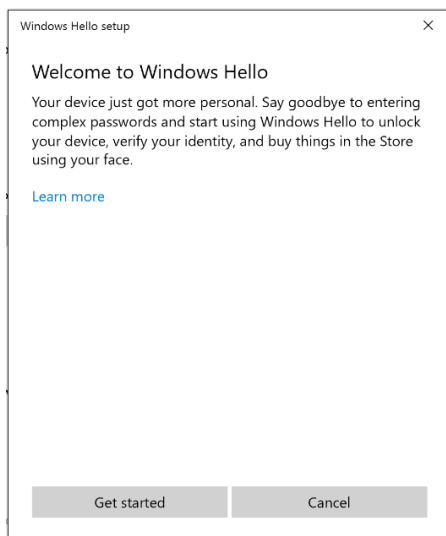 Windows Hello setup
Welcome to Windows Hello
Your device just got more personal. Say goodbye to entering
complex passwords and start using Windows Hello to unlock
your device, verify your identity, and buy things in the Store
using your face.
Learn more
Get started
Cancel